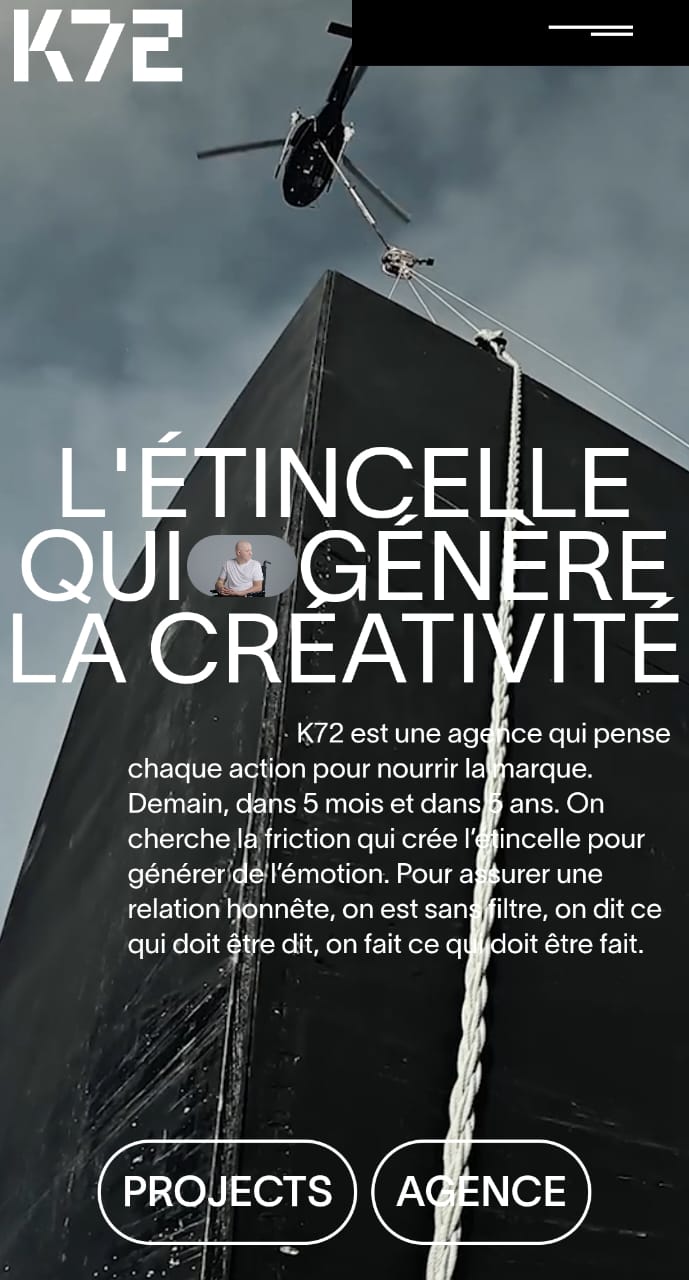 K72
L'ÉTINCELLE
QUI GÉNÈRE
LA CRÉATIVITÉ
K72 est une agence qui pense
chaque action pour nourrir la marque.
Demain, dans 5 mois et dans 5 ans. On
cherche la friction qui crée l’étincelle pour
générer de l’émotion. Pour assurer une
relation honnête, on est sans filtre, on dit ce
qui doit être dit, on fait ce qui doit être fait.
PROJECTS AGENCE